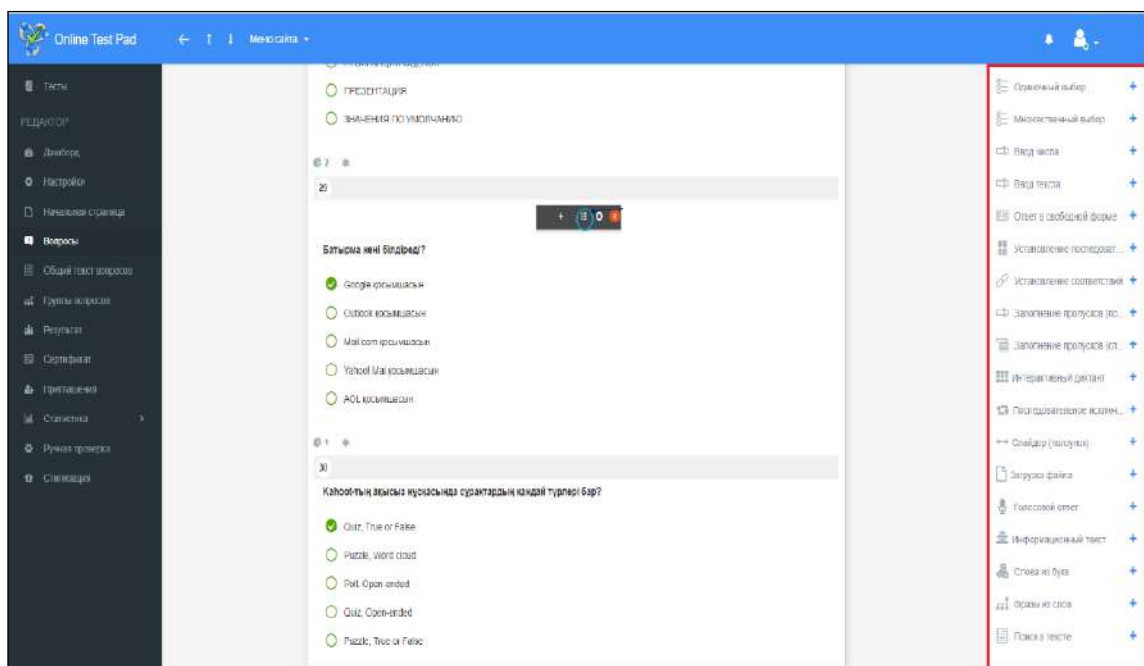 Online Test Pad
Меню сайта
Тесты
РЕДАКТОР
Дашборд
Настройки
Начальная страница
Вопросы
Общий текст вопросов
Группы вопросов
Результат
Сертификат
Приглашения
Статистика
Ручная проверка
Стилизация
ПРЕЗЕНТАЦИЯ
ЗНАЧЕНИЯ ПО УМОЛЧАНИЮ
2
29
Батырма нені білдіреді?
Google қосымшасын
Outlook қосымшасын
Mail.com қосымшасын
Yahoo! Mail қосымшасын
AOL қосымшасын
1
30
Kahoot-тың ақысыз нұсқасында сұрақтардың қандай түрлері бар?
Quiz, True or False
Puzzle, Word cloud
Poll, Open-ended
Quiz, Open-ended
Puzzle, True or False
Одиночный выбор
Множественный выбор
Ввод числа
Ввод текста
Ответ в свободной форме
Установление последоват...
Установление соответствий
Заполнение пропусков (по...
Заполнение пропусков (сп...
Интерактивный диктант
Последовательное исключ...
Слайдер (ползунок)
Загрузка файла
Голосовой ответ
Информационный текст
Слова из букв
Фразы из слов
Поиск в тексте